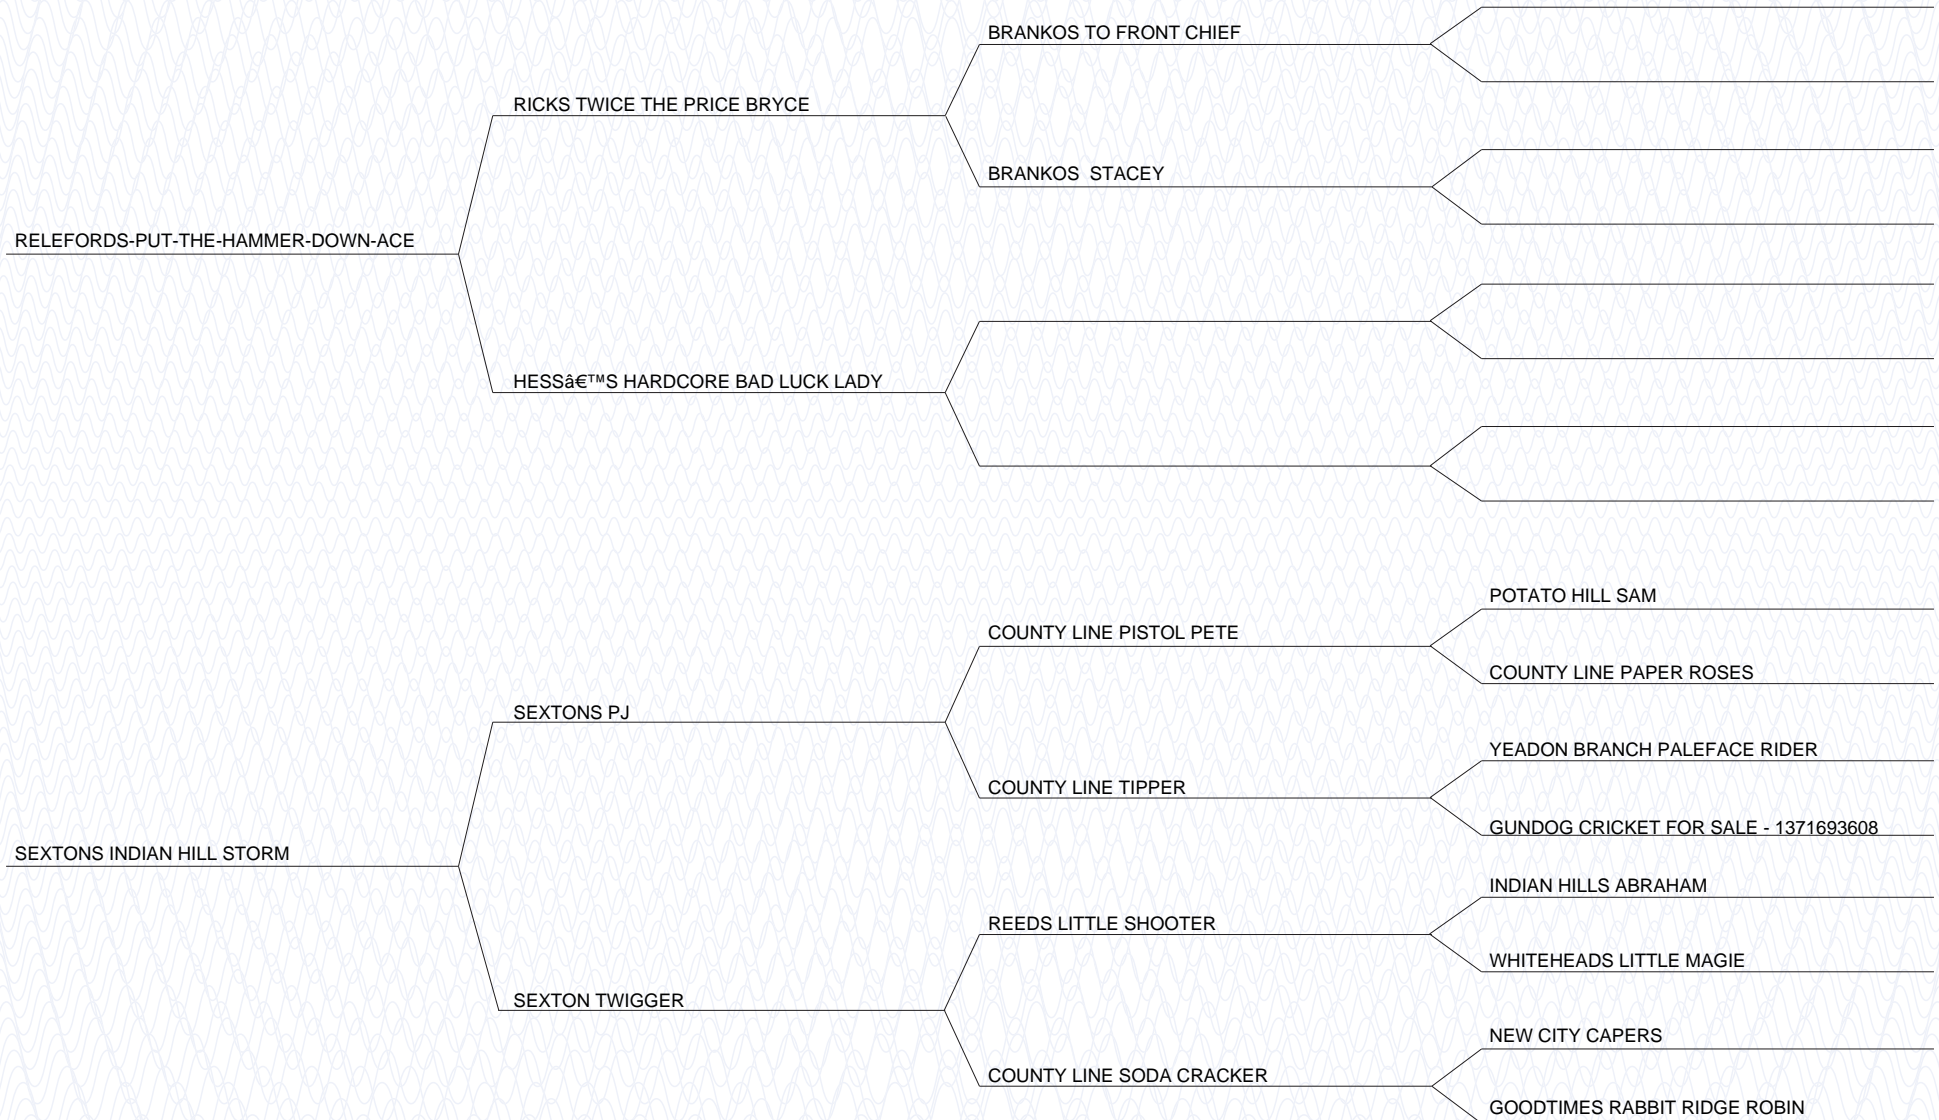 BRANKOS TO FRONT CHIEF
RICKS TWICE THE PRICE BRYCE
BRANKOS  STACEY
RELEFORDS-PUT-THE-HAMMER-DOWN-ACE
HESSâ€™S HARDCORE BAD LUCK LADY
POTATO HILL SAM
COUNTY LINE PISTOL PETE
COUNTY LINE PAPER ROSES
SEXTONS PJ
YEADON BRANCH PALEFACE RIDER
COUNTY LINE TIPPER
GUNDOG CRICKET FOR SALE - 1371693608
SEXTONS INDIAN HILL STORM
INDIAN HILLS ABRAHAM
REEDS LITTLE SHOOTER
WHITEHEADS LITTLE MAGIE
SEXTON TWIGGER
NEW CITY CAPERS
COUNTY LINE SODA CRACKER
GOODTIMES RABBIT RIDGE ROBIN